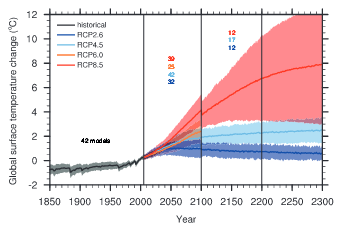 Global surface temperature change (°C)
12
10
8
6
4
2
0
-2
historical
RCP2.6
RCP4.5
RCP6.0
RCP8.5
42 models
39
25
42
32
12
17
12
1850 1900 1950 2000 2050 2100 2150 2200 2250 2300
Year